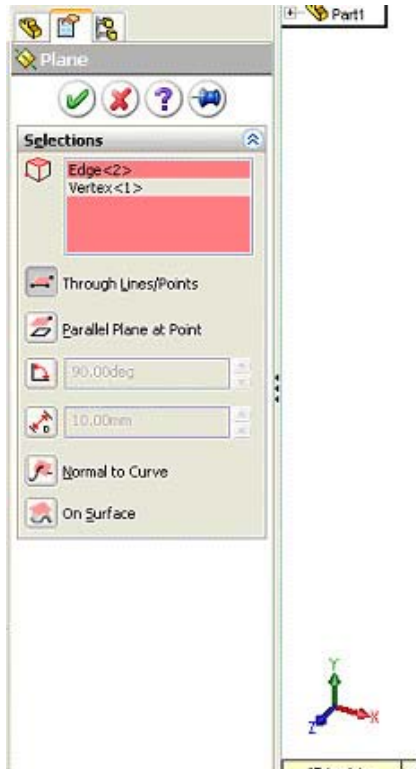 Part1
Plane
Selections
Edge<2>
Vertex<1>
Through Lines/Points
Parallel Plane at Point
90.00deg
10.00mm
Normal to Curve
On Surface
Y
X
Z